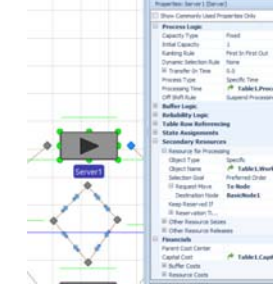 Properties: Server1 (Server)
Show Commonly Used Properties Only
Process Logic
Capacity Type Fixed
Initial Capacity 1
Ranking Rule First In First Out
Dynamic Selection Rule None
Transfer-In Time 0.0
Process Type Specific Time
Processing Time Table1.Proce
Off Shift Rule Suspend Processin
Buffer Logic
Reliability Logic
Table Row Referencing
State Assignments
Secondary Resources
Resource for Processing
Object Type Specific
Object Name Table1.Work
Selection Goal Preferred Order
Request Move To Node
Destination Node BasicNode1
Keep Reserved If
Reservation Ti...
Other Resource Seizes
Other Resource Releases
Financials
Parent Cost Center
Capital Cost Table1.Capit
Buffer Costs
Resource Costs
Server1